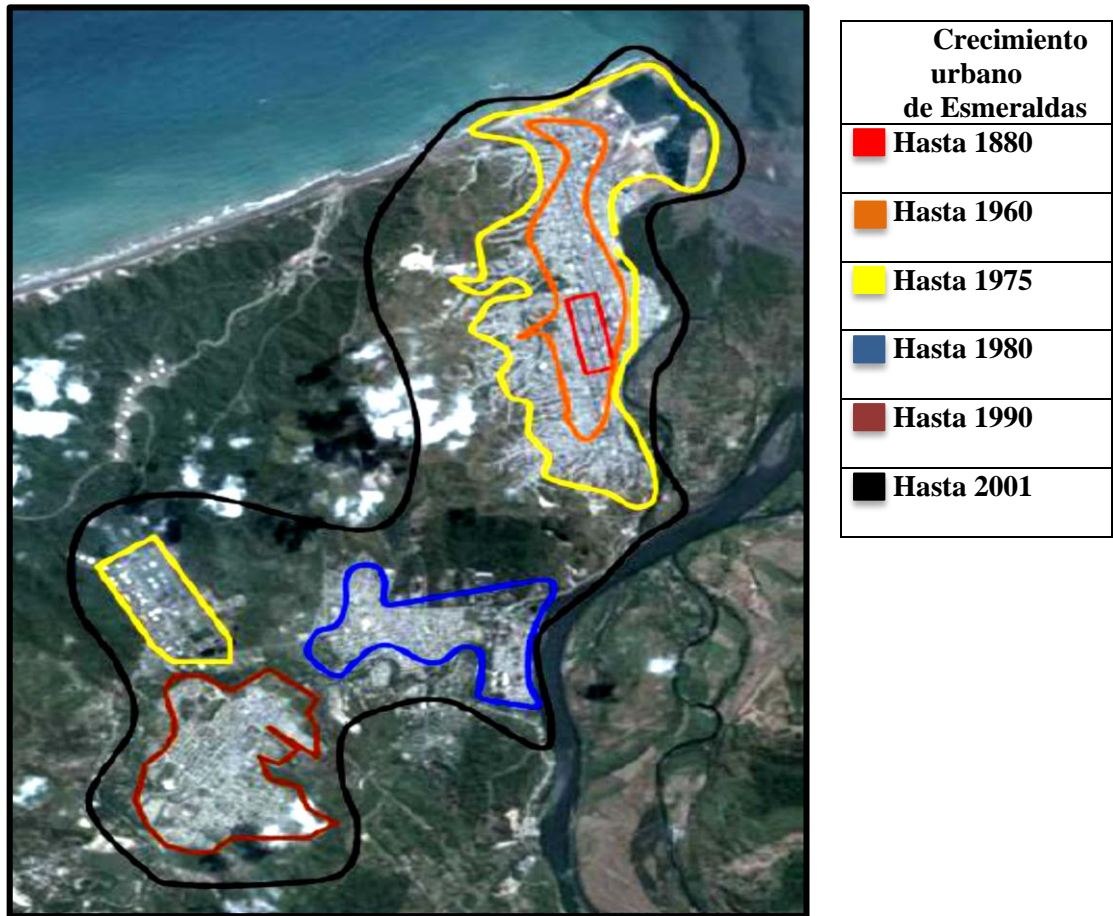 Crecimiento
urbano
de Esmeraldas
Hasta 1880
Hasta 1960
Hasta 1975
Hasta 1980
Hasta 1990
Hasta 2001